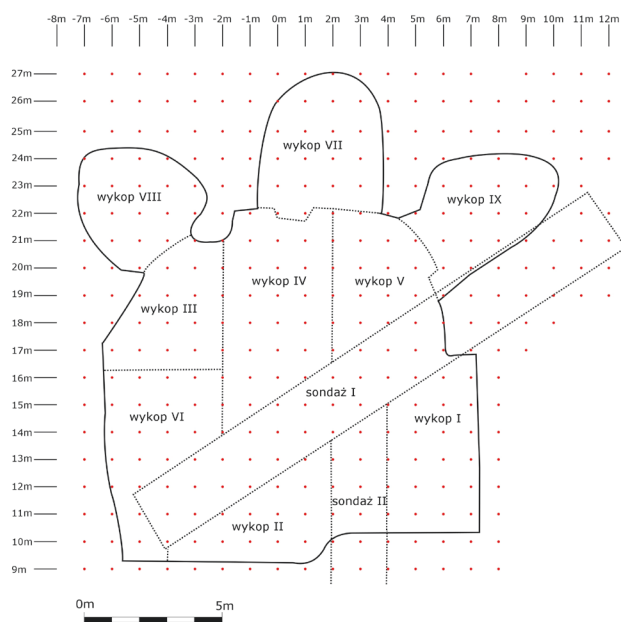 -8m -7m -6m -5m -4m -3m -2m -1m 0m 1m 2m 3m 4m 5m 6m 7m 8m 9m 10m 11m 12m
27m
26m
25m
wykop VII
24m
23m
wykop VIII
wykop IX
22m
21m
20m
wykop IV
wykop V
19m
wykop III
18m
17m
16m
sondaż I
15m
wykop VI
wykop I
14m
13m
12m
sondaż II
11m
wykop II
10m
9m
0m 5m